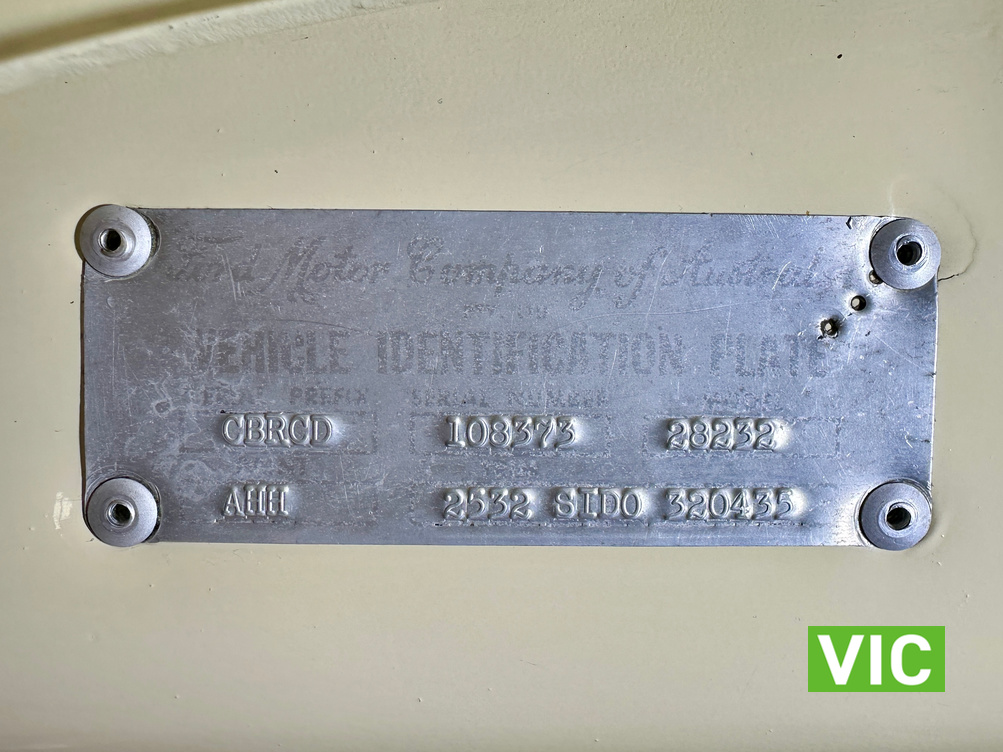 Ford Motor Company of Australia
VEHICLE IDENTIFICATION PLATE
PREFIX SERIAL NUMBER
CBRCD 108373 28232
AHH 2532 SIDO 320435
VIC